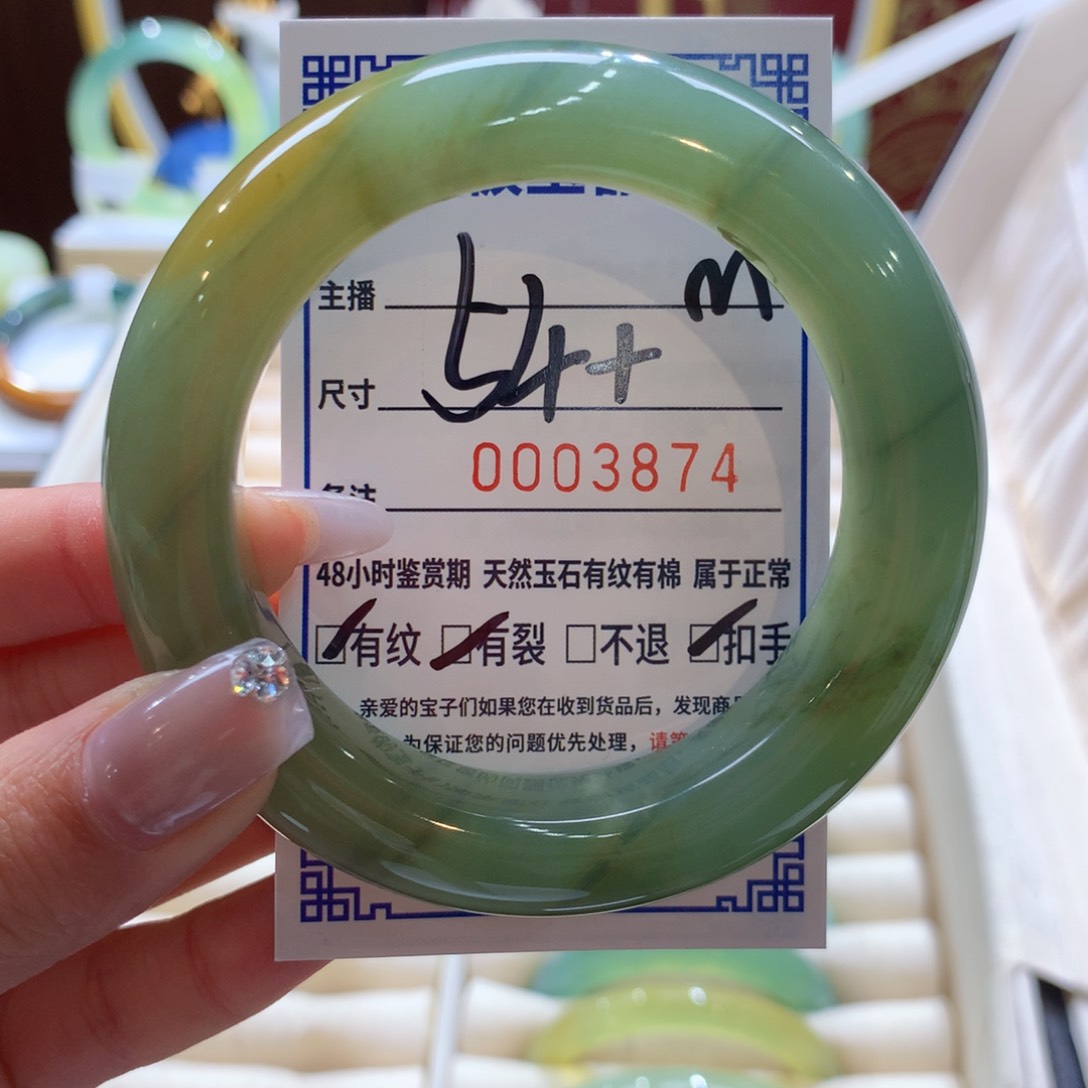 主播 m
尺寸 54++
0003874
备注
48小时鉴赏期 天然玉石有纹有棉 属于正常
☑有纹 ☑有裂 □不退 ☑扣手
亲爱的宝子们如果您在收到货品后，发现商
为保证您的问题优先处理，请